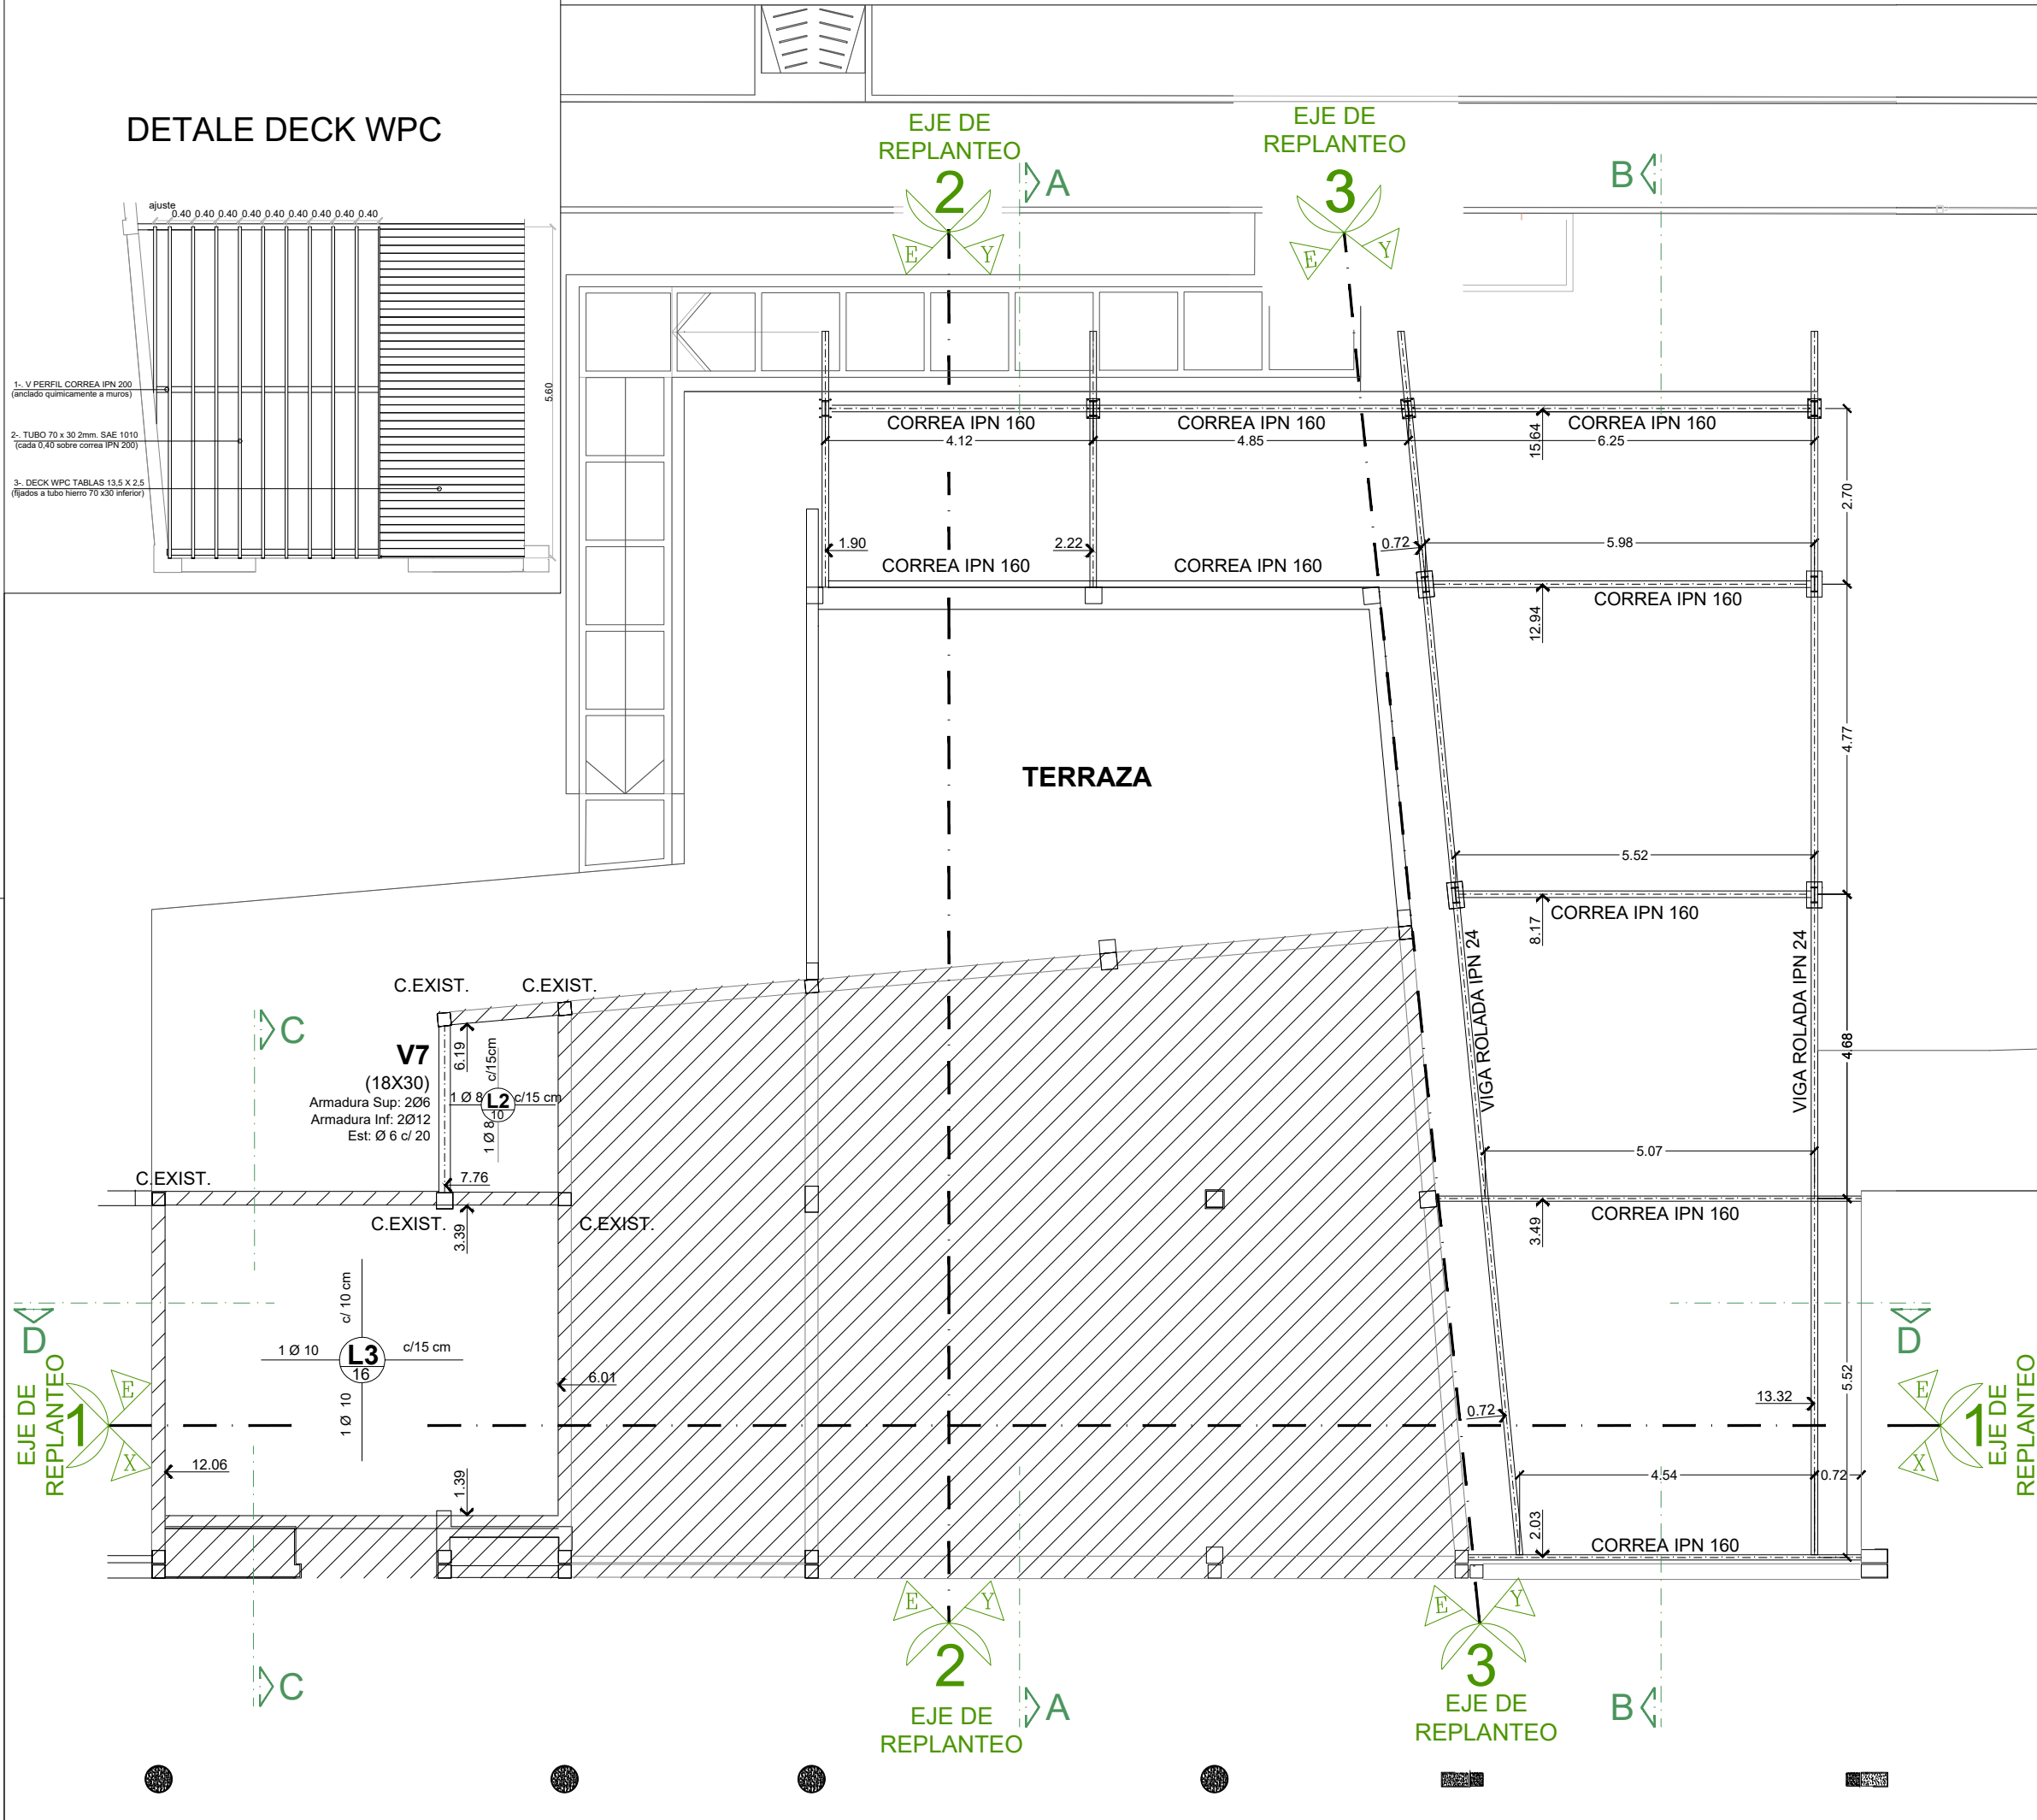 DETALE DECK WPC
ajuste
0.40 0.40 0.40 0.40 0.40 0.40 0.40 0.40 0.40
5.60
1-. V PERFIL CORREA IPN 200
(anclado quimicamente a muros)
2-. TUBO 70 x 30 2mm. SAE 1010
(cada 0,40 sobre correa IPN 200)
3-. DECK WPC TABLAS 13,5 X 2,5
(fijados a tubo hierro 70 x30 inferior)
EJE DE
REPLANTEO
2
E
Y
A
EJE DE
REPLANTEO
3
E
Y
B
CORREA IPN 160
4.12
CORREA IPN 160
4.85
CORREA IPN 160
6.25
15.64
2.70
1.90
2.22
0.72
5.98
CORREA IPN 160
CORREA IPN 160
CORREA IPN 160
12.94
4.77
TERRAZA
5.52
CORREA IPN 160
8.17
VIGA ROLADA IPN 24
VIGA ROLADA IPN 24
4.68
C.EXIST.
C.EXIST.
C
V7
(18X30)
Armadura Sup: 2Ø6
Armadura Inf: 2Ø12
Est: Ø 6 c/ 20
6.19
c/15cm
1 Ø 8
L2
c/15 cm
10
1 Ø 8
7.76
5.07
C.EXIST.
C.EXIST.
C.EXIST.
3.39
CORREA IPN 160
3.49
c/ 10 cm
1 Ø 10
L3
c/15 cm
16
1 Ø 10
D
D
6.01
5.52
13.32
0.72
EJE DE
REPLANTEO
1
E
X
EJE DE
REPLANTEO
1
E
X
12.06
1.39
4.54
0.72
2.03
CORREA IPN 160
E
Y
2
EJE DE
REPLANTEO
A
E
Y
3
EJE DE
REPLANTEO
B
C